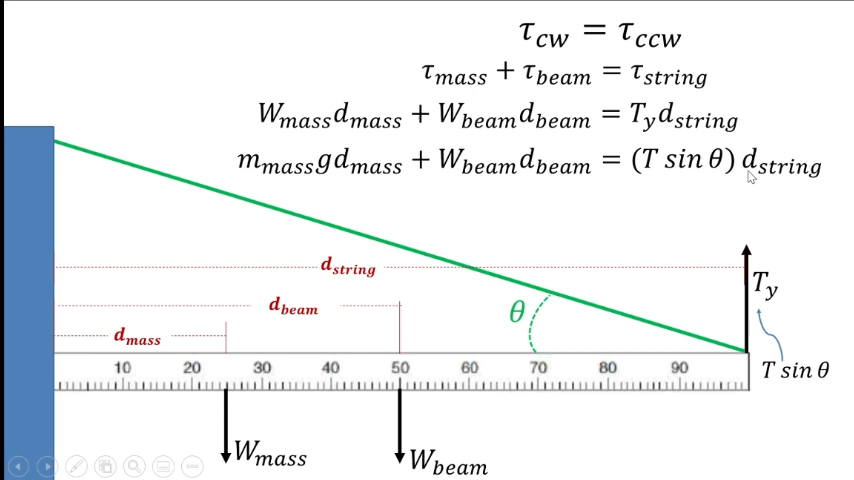 τcw = τccw
τmass + τbeam = τstring
Wmassdmass + Wbeamdbeam = Tydstring
mmassgdmass + Wbeamdbeam = (T sin θ) dstring
dstring
Ty
dbeam
θ
dmass
10 20 30 40 50 60 70 80 90
T sin θ
Wmass
Wbeam